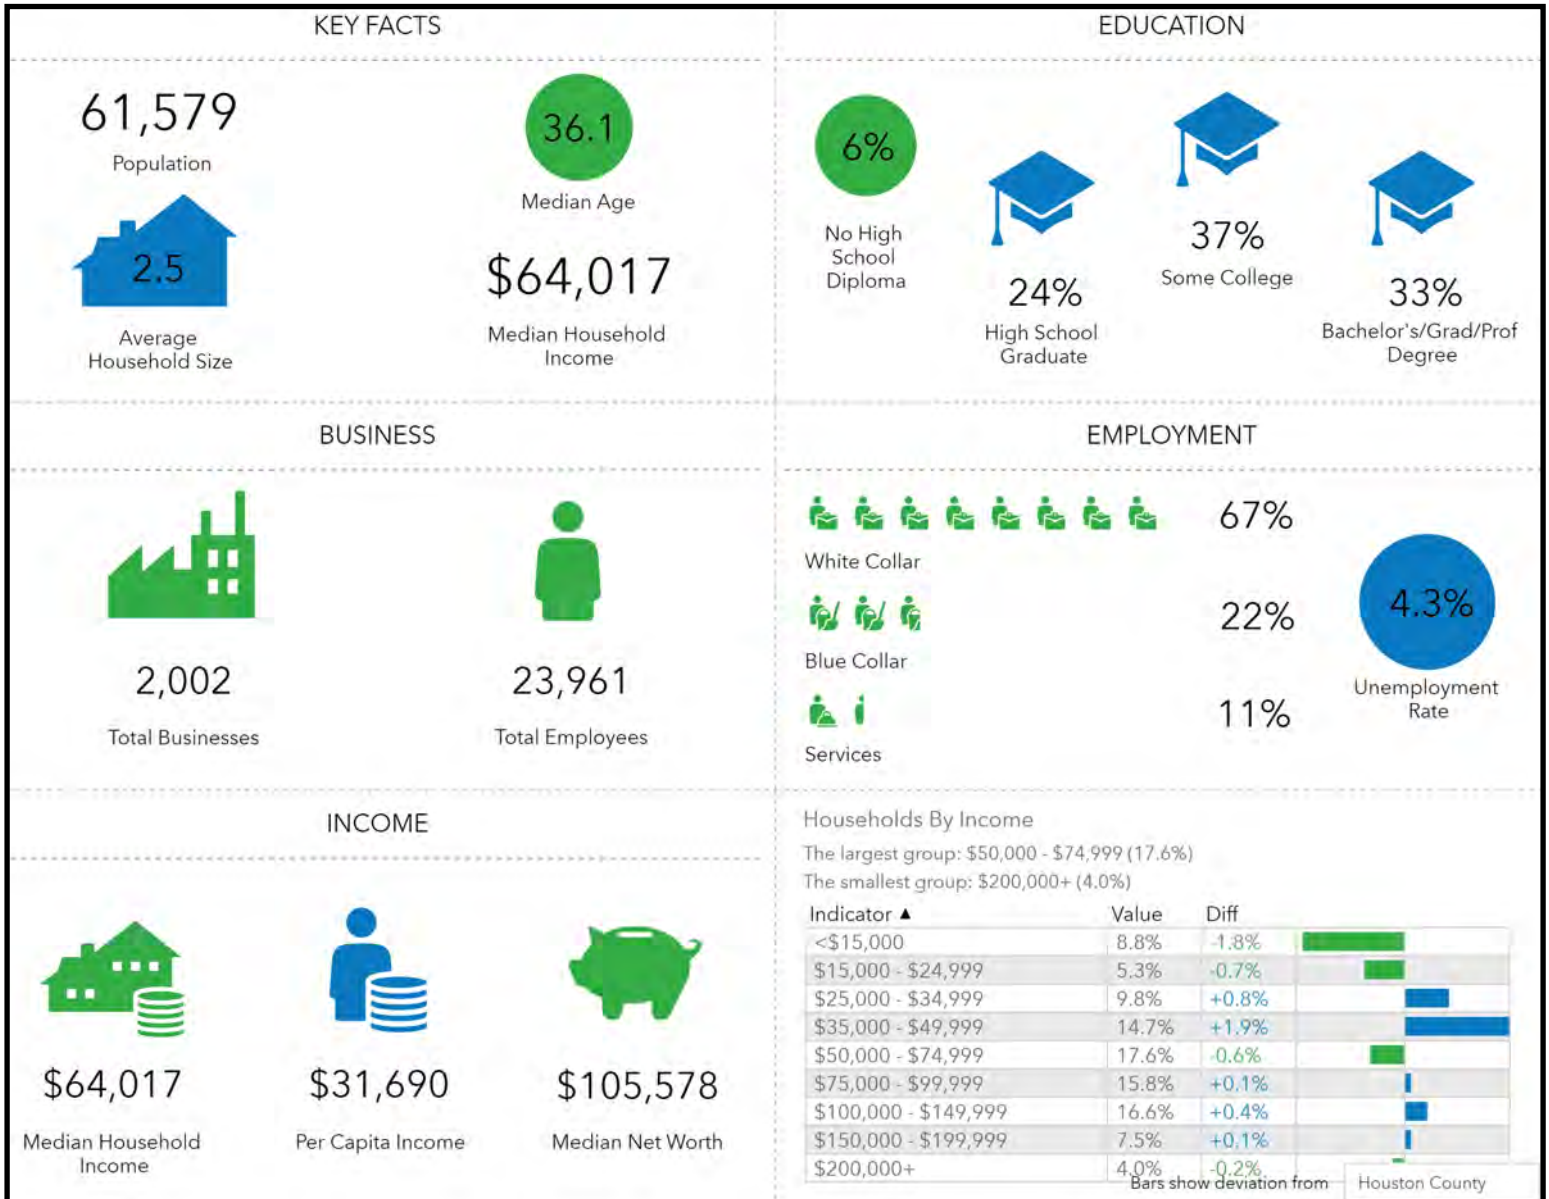 KEY FACTS
61,579
Population
2.5
Average
Household Size
36.1
Median Age
$64,017
Median Household
Income
EDUCATION
6%
No High
School
Diploma
24%
High School
Graduate
37%
Some College
33%
Bachelor's/Grad/Prof
Degree
BUSINESS
2,002
Total Businesses
23,961
Total Employees
EMPLOYMENT
67%
White Collar
22%
Blue Collar
11%
Services
4.3%
Unemployment
Rate
INCOME
$64,017
Median Household
Income
$31,690
Per Capita Income
$105,578
Median Net Worth
Households By Income
The largest group: $50,000 - $74,999 (17.6%)
The smallest group: $200,000+ (4.0%)
Indicator ▲ Value Diff
<$15,000 8.8% -1.8%
$15,000 - $24,999 5.3% -0.7%
$25,000 - $34,999 9.8% +0.8%
$35,000 - $49,999 14.7% +1.9%
$50,000 - $74,999 17.6% -0.6%
$75,000 - $99,999 15.8% +0.1%
$100,000 - $149,999 16.6% +0.4%
$150,000 - $199,999 7.5% +0.1%
$200,000+ 4.0% -0.2%
Bars show deviation from Houston County